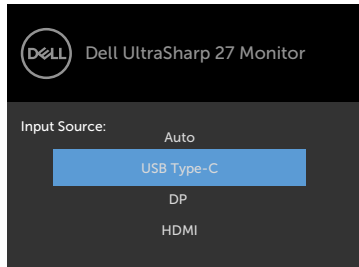 DELL Dell UltraSharp 27 Monitor
Input Source:
Auto
USB Type-C
DP
HDMI